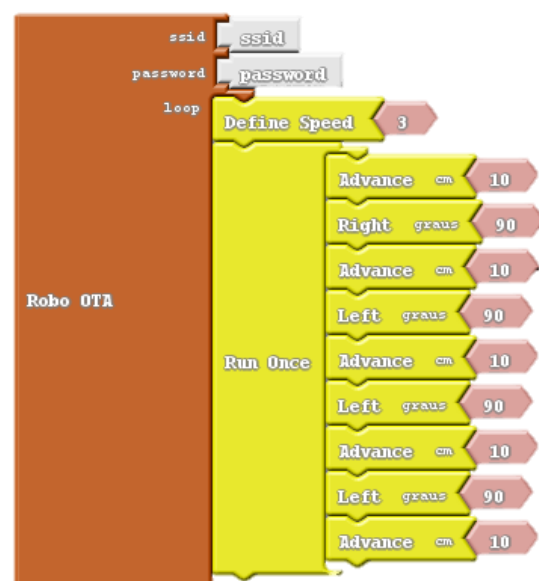 ssid ssid
password password
loop
Define Speed 3
Advance cm 10
Right graus 90
Advance cm 10
Robo OTA
Left graus 90
Run Once
Advance cm 10
Left graus 90
Advance cm 10
Left graus 90
Advance cm 10